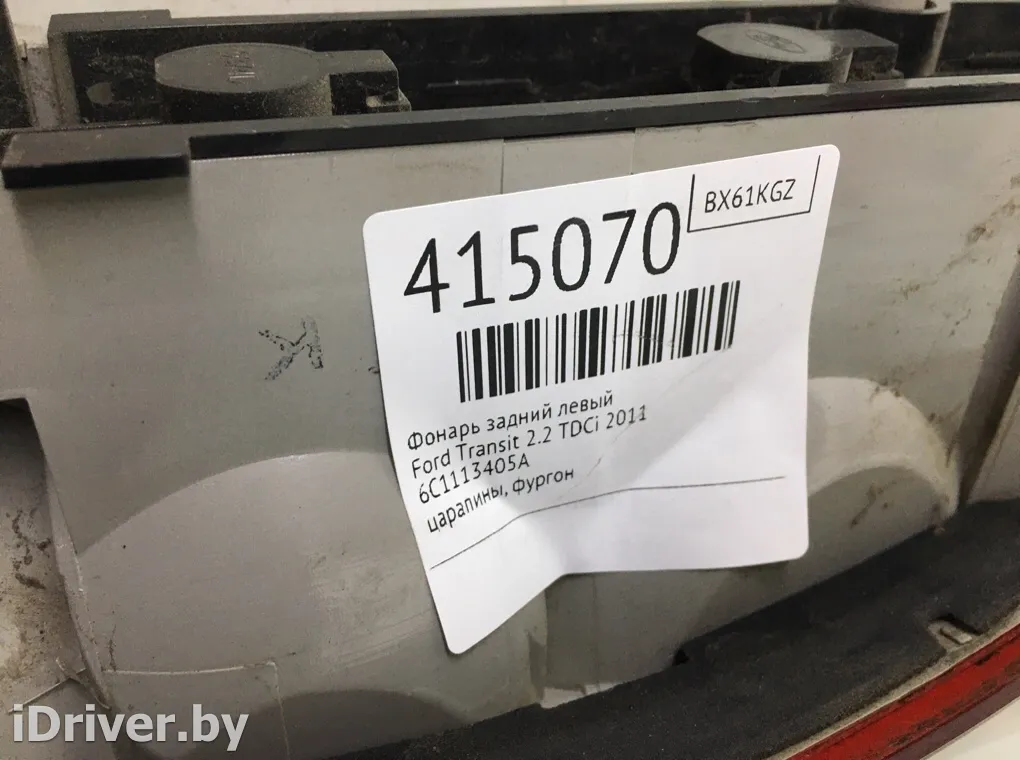 BX61KGZ
415070
Фонарь задний левый
Ford Transit 2.2 TDCi 2011
6C1113405A
царапины, фургон
K
iDriver.by